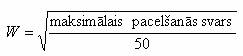 W = √(maksimālais pacelšanās svars / 50)